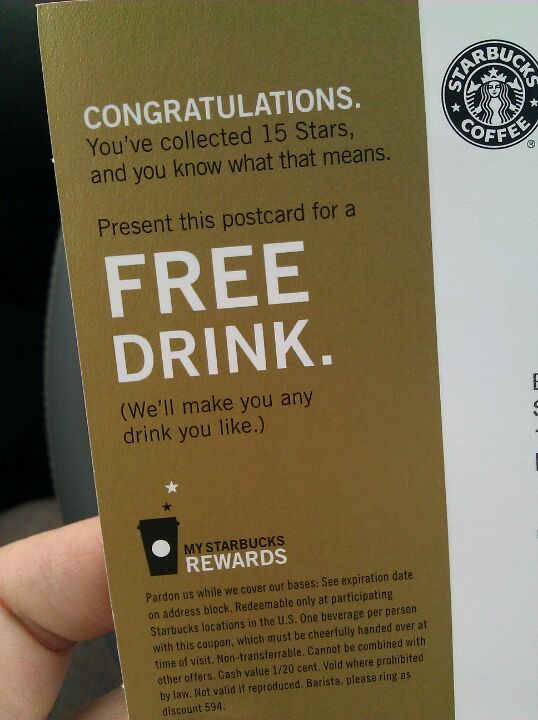 CONGRATULATIONS.
You've collected 15 Stars,
and you know what that means.
Present this postcard for a
FREE
DRINK.
(We'll make you any
drink you like.)
MY STARBUCKS
REWARDS
Pardon us while we cover our bases: See expiration date
on address block. Redeemable only at participating
Starbucks locations in the U.S. One beverage per person
with this coupon, which must be cheerfully handed over at
time of visit. Non-transferrable. Cannot be combined with
other offers. Cash value 1/20 cent. Void where prohibited
by law. Not valid if reproduced. Barista, please ring as
discount 594.
STARBUCKS
COFFEE
®